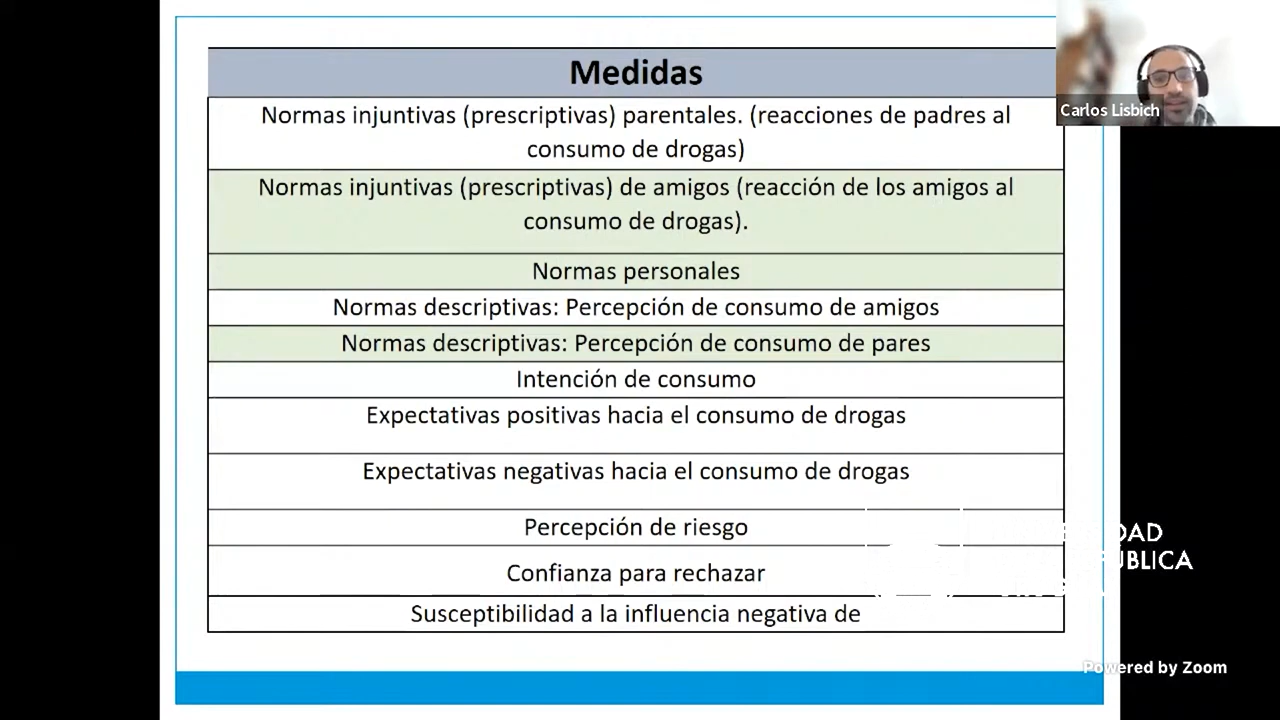 Medidas
Normas injuntivas (prescriptivas) parentales. (reacciones de padres al
consumo de drogas)
Normas injuntivas (prescriptivas) de amigos (reacción de los amigos al
consumo de drogas).
Normas personales
Normas descriptivas: Percepción de consumo de amigos
Normas descriptivas: Percepción de consumo de pares
Intención de consumo
Expectativas positivas hacia el consumo de drogas
Expectativas negativas hacia el consumo de drogas
Percepción de riesgo
Confianza para rechazar
Susceptibilidad a la influencia negativa de
Carlos Lisbich
Powered by Zoom